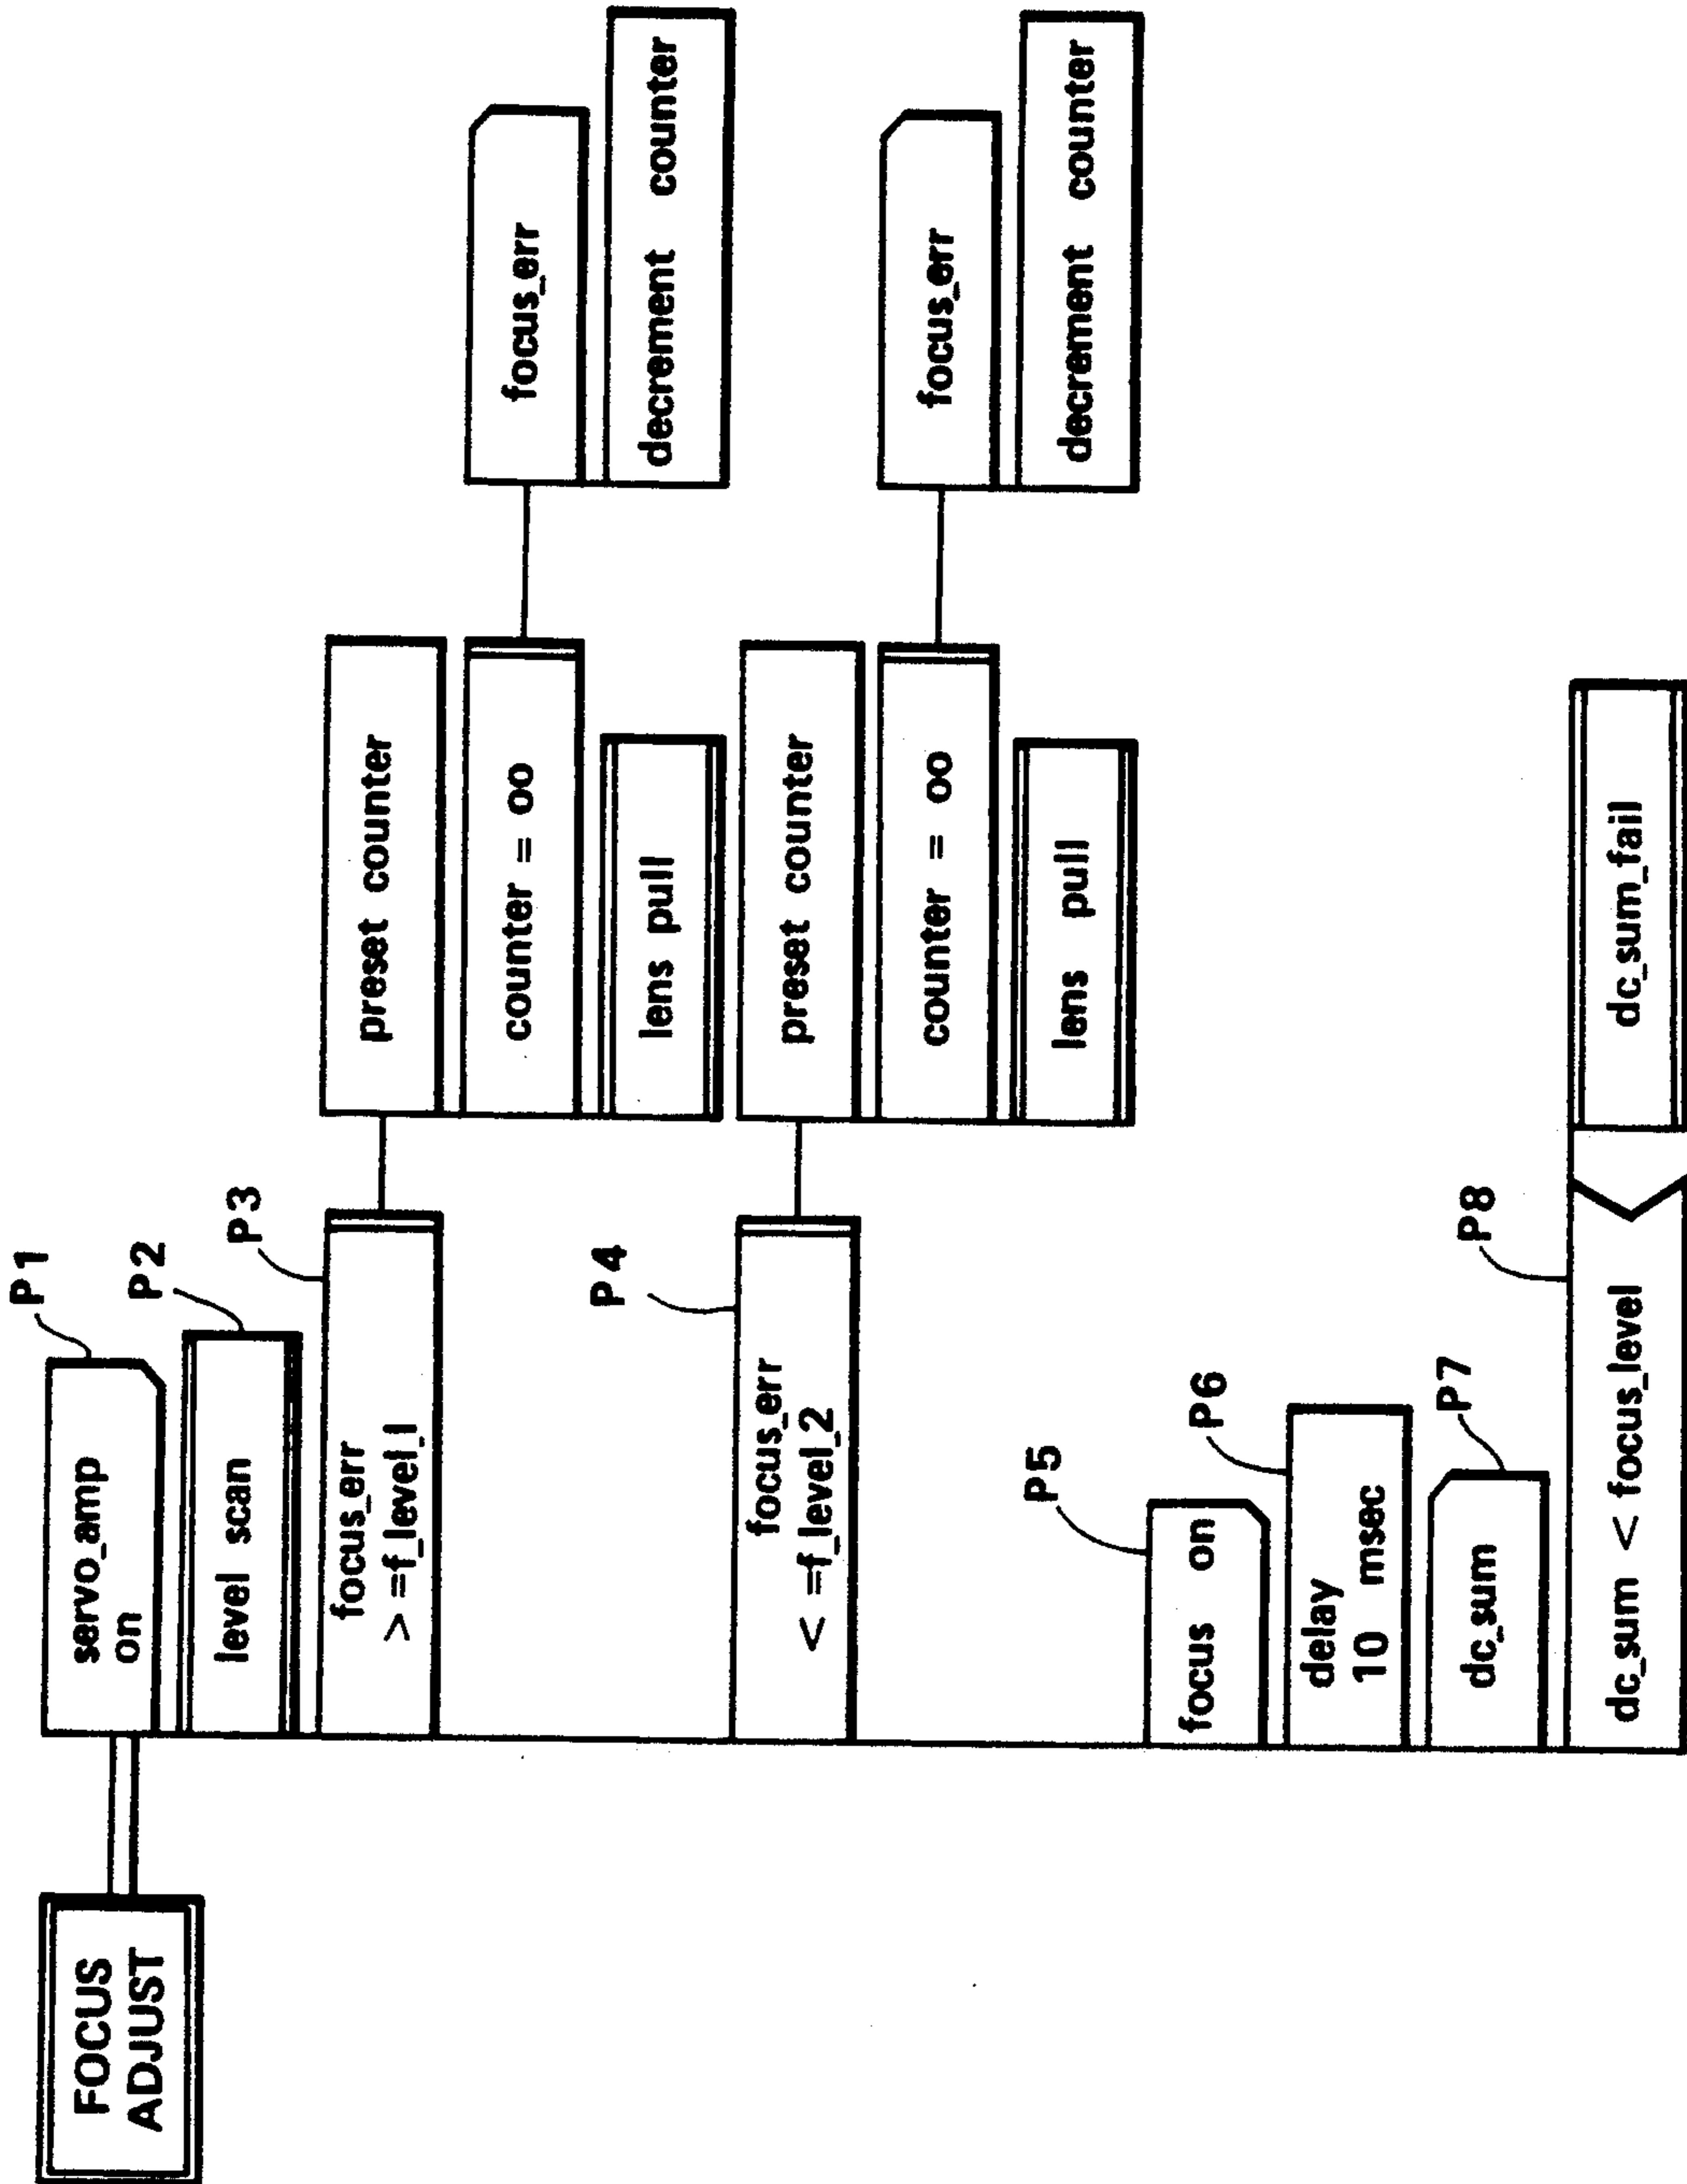 FOCUS
ADJUST
P1
servo_amp
on
P2
level scan
P3
focus_err
>=f_level_1
preset counter
counter = ∞
focus_err
decrement counter
lens pull
P4
focus_err
< =f_level_2
preset counter
counter = ∞
focus_err
decrement counter
lens pull
P5
focus on
P6
delay
10 msec
P7
dc_sum
P8
dc_sum < focus_level
dc_sum_fail